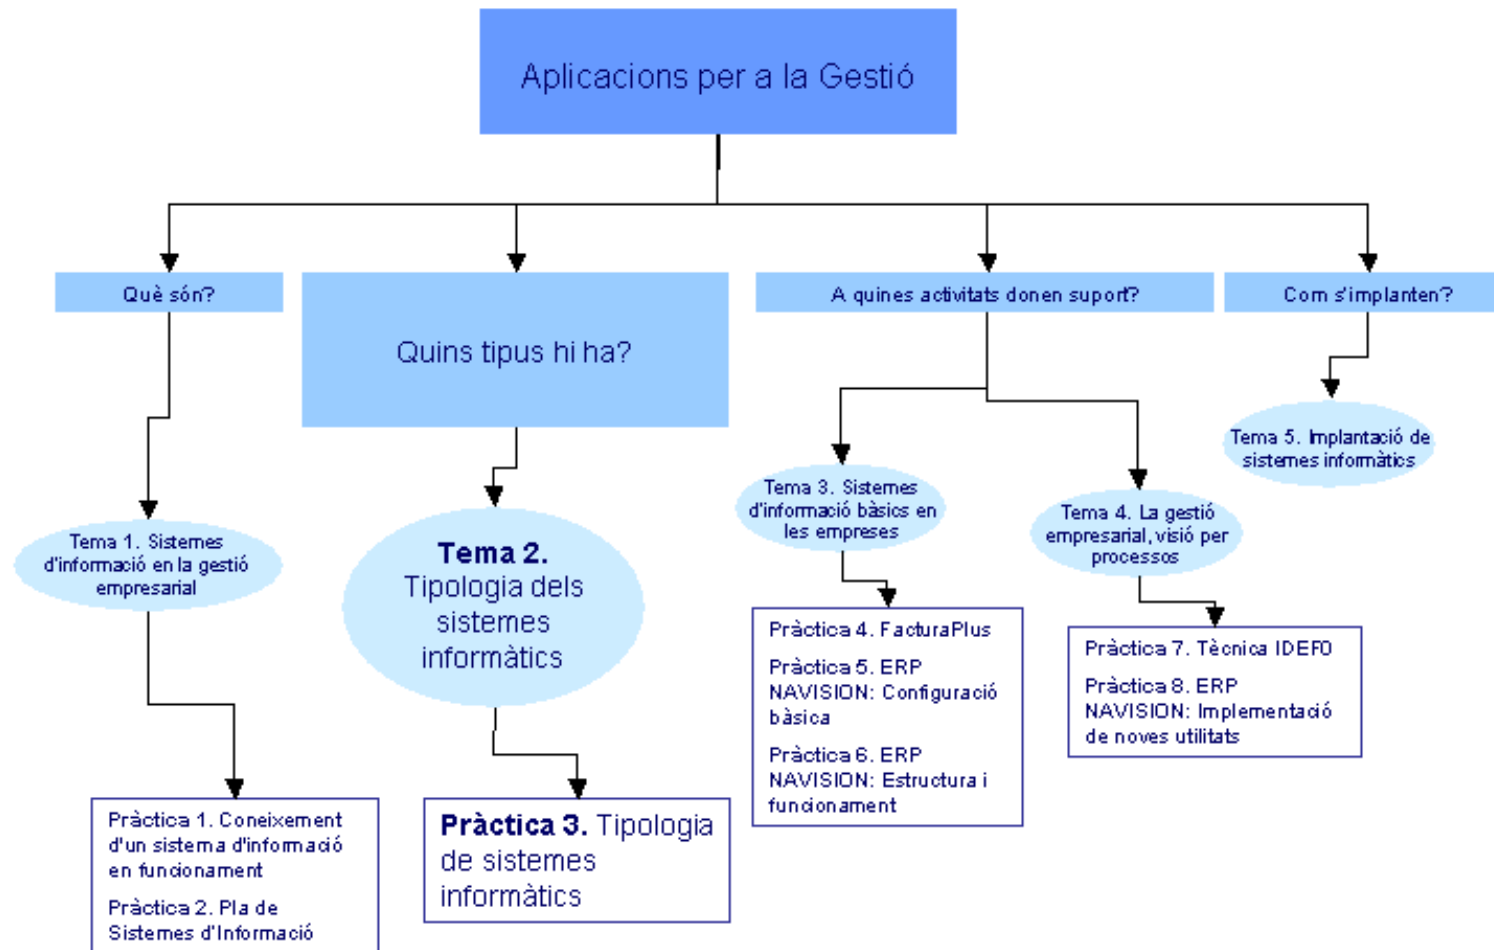 Aplicacions per a la Gestió
Què són?
Quins tipus hi ha?
A quines activitats donen suport?
Com s'implanten?
Tema 1. Sistemes
d'informació en la gestió
empresarial
Tema 2.
Tipologia dels
sistemes
informàtics
Tema 3. Sistemes
d'informació bàsics en
les empreses
Tema 4. La gestió
empresarial, visió per
processos
Tema 5. Implantació de
sistemes informàtics
Pràctica 1. Coneixement
d'un sistema d'informació
en funcionament
Pràctica 2. Pla de
Sistemes d'Informació
Pràctica 3. Tipologia
de sistemes
informàtics
Pràctica 4. FacturaPlus
Pràctica 5. ERP
NAVISION: Configuració
bàsica
Pràctica 6. ERP
NAVISION: Estructura i
funcionament
Pràctica 7. Tècnica IDEF0
Pràctica 8. ERP
NAVISION: Implementació
de noves utilitats